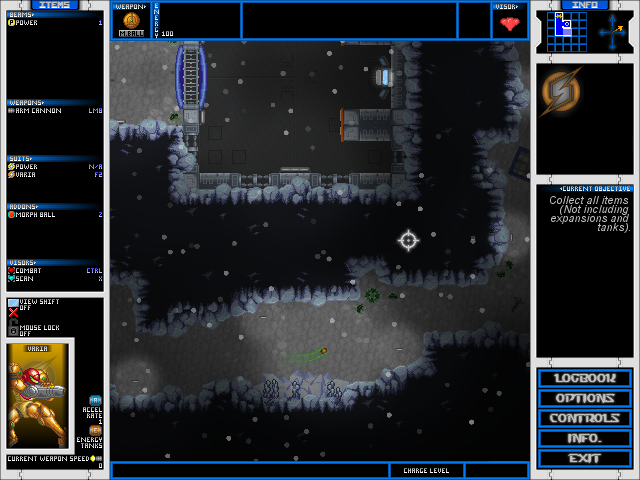 ITEMS
BEAMS
POWER 1
WEAPONS
ARM CANNON LMB
SUITS
POWER N/A
VARIA F2
ADDONS
MORPH BALL 2
VISORS
COMBAT CTRL
SCAN X
VIEW SHIFT
OFF
MOUSE LOCK
OFF
VARIA
ACCEL
RATE
1
ENERGY
TANKS
CURRENT WEAPON SPEED
0
WEAPON
M.BALL
ENERGY
100
VISOR
CHARGE LEVEL
INFO
CURRENT OBJECTIVE
Collect all items
(Not including
expansions and
tanks).
LOGBOOK
OPTIONS
CONTROLS
INFO.
EXIT